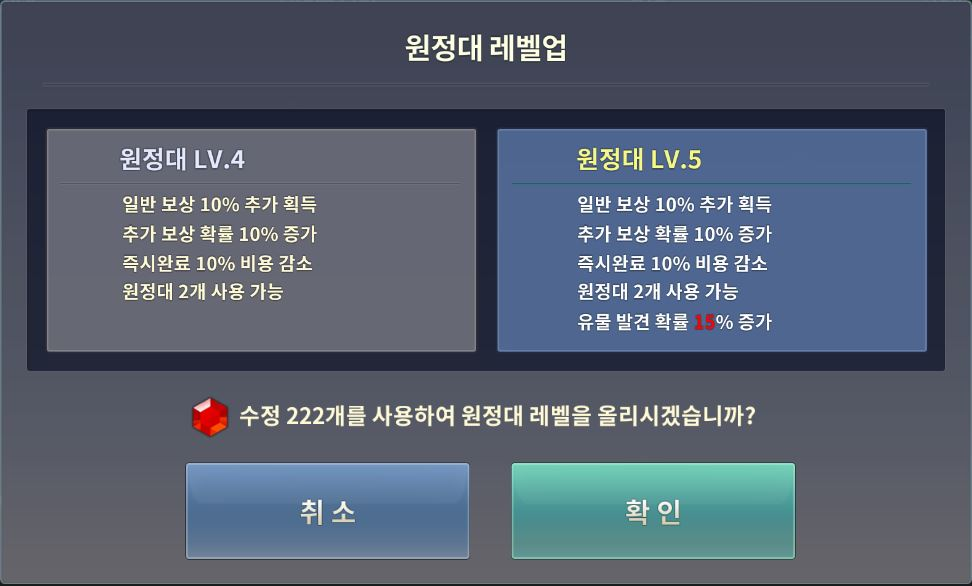 원정대 레벨업
원정대 LV.4
일반 보상 10% 추가 획득
추가 보상 확률 10% 증가
즉시완료 10% 비용 감소
원정대 2개 사용 가능
원정대 LV.5
일반 보상 10% 추가 획득
추가 보상 확률 10% 증가
즉시완료 10% 비용 감소
원정대 2개 사용 가능
유물 발견 확률 15% 증가
수정 222개를 사용하여 원정대 레벨을 올리시겠습니까?
취 소
확 인